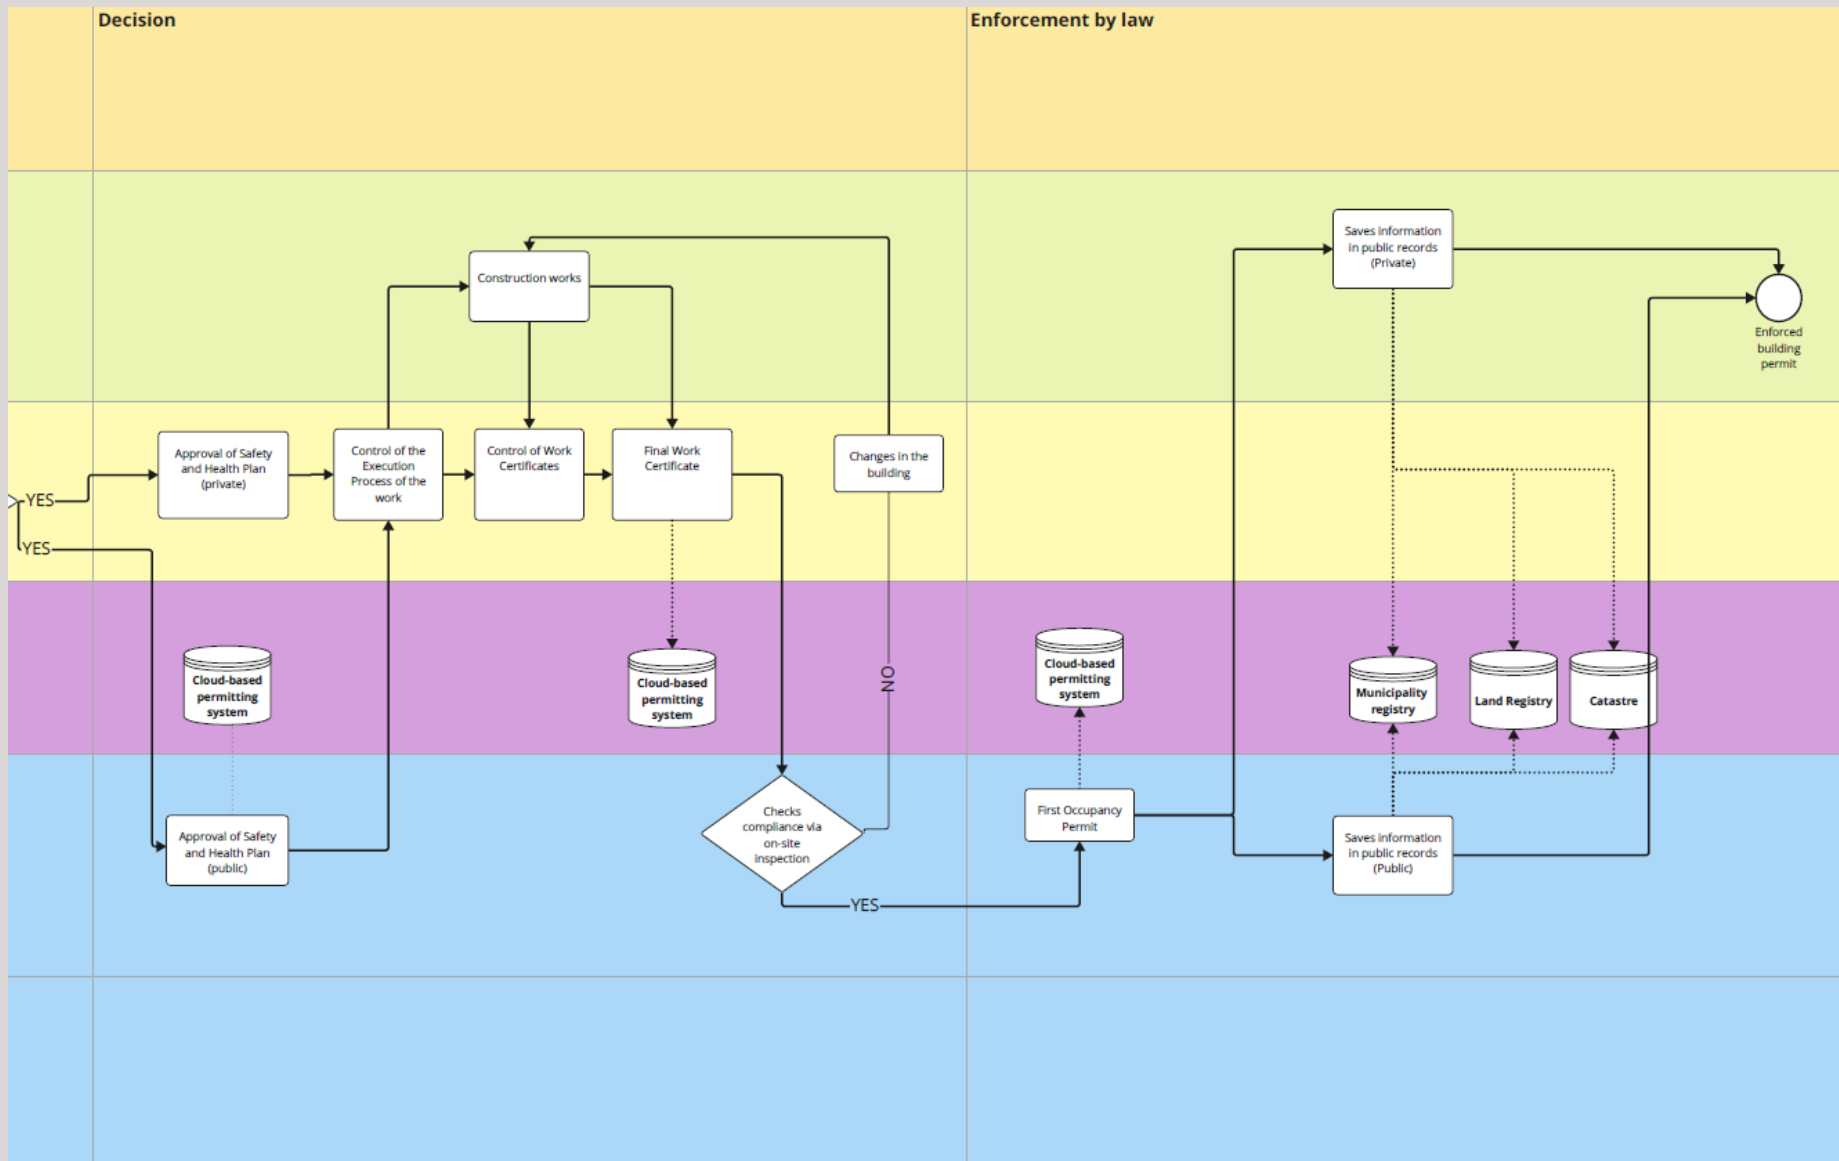 Decision
Enforcement by law
Saves information
in public records
(Private)
Construction works
Enforced
building
permit
Approval of Safety
and Health Plan
(private)
Control of the
Execution
Process of the
work
Control of Work
Certificates
Final Work
Certificate
Changes in the
building
YES
YES
Cloud-based
permitting
system
Cloud-based
permitting
system
NO
Cloud-based
permitting
system
Municipality
registry
Land Registry
Catastre
Approval of Safety
and Health Plan
(public)
Checks
compliance via
on-site
inspection
First Occupancy
Permit
Saves information
in public records
(Public)
YES